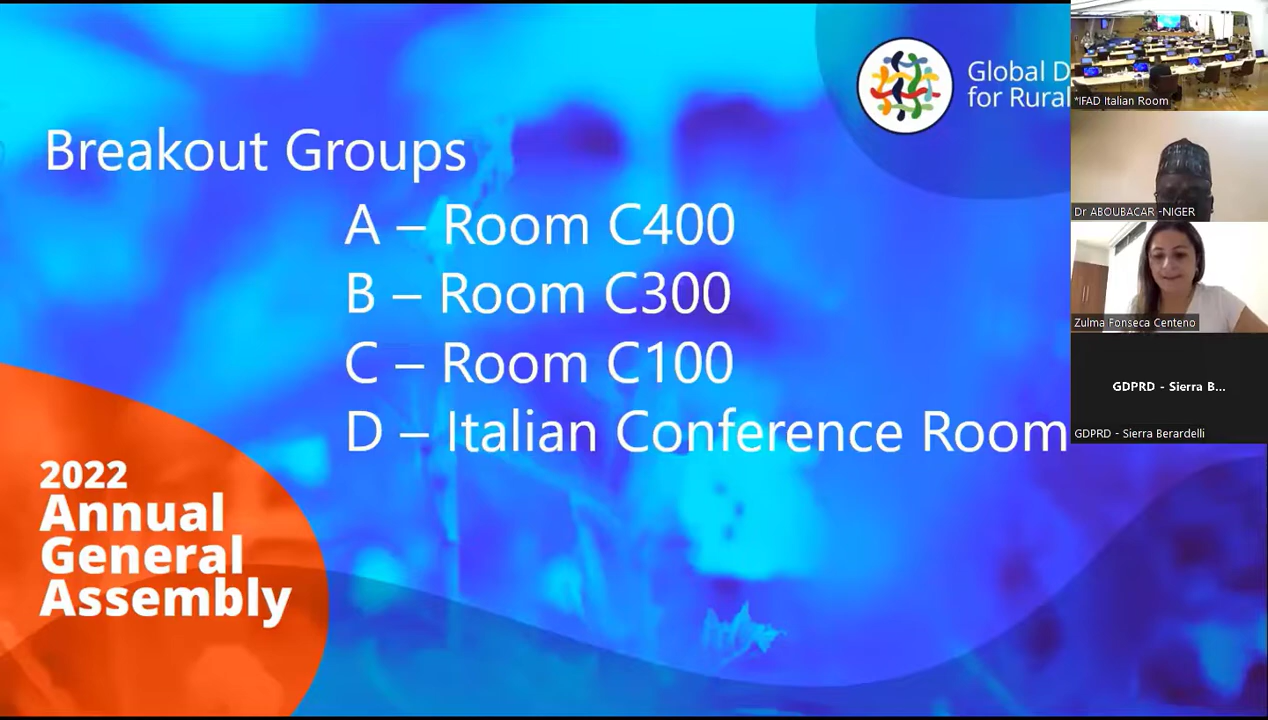 Global D
for Rural
Breakout Groups
A – Room C400
B – Room C300
C – Room C100
D – Italian Conference Room
2022
Annual
General
Assembly
*IFAD Italian Room
Dr ABOUBACAR -NIGER
Zulma Fonseca Centeno
GDPRD - Sierra B...
GDPRD - Sierra Berardelli